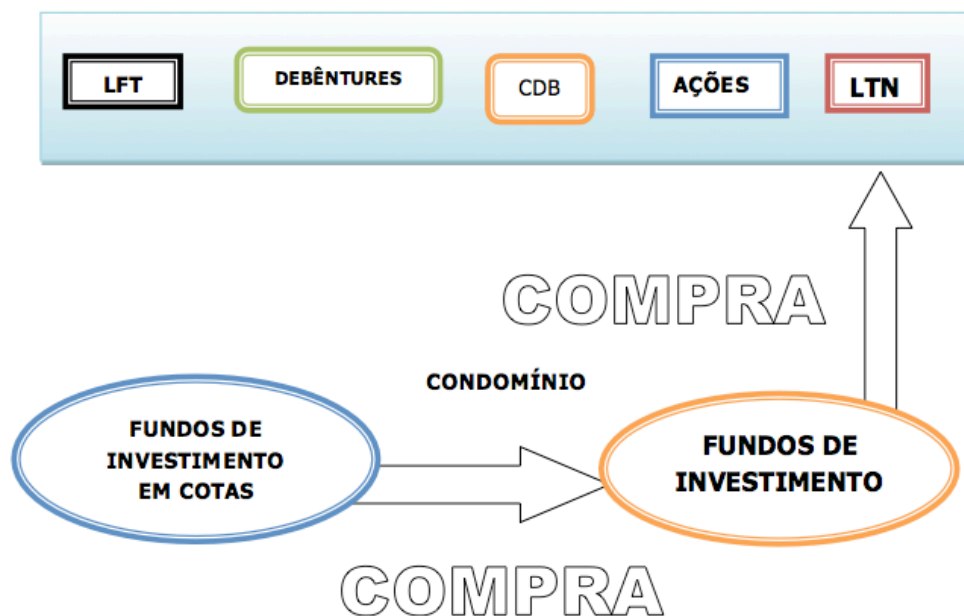 LFT
DEBÊNTURES
CDB
AÇÕES
LTN
COMPRA
CONDOMÍNIO
FUNDOS DE
INVESTIMENTO
EM COTAS
FUNDOS DE
INVESTIMENTO
COMPRA